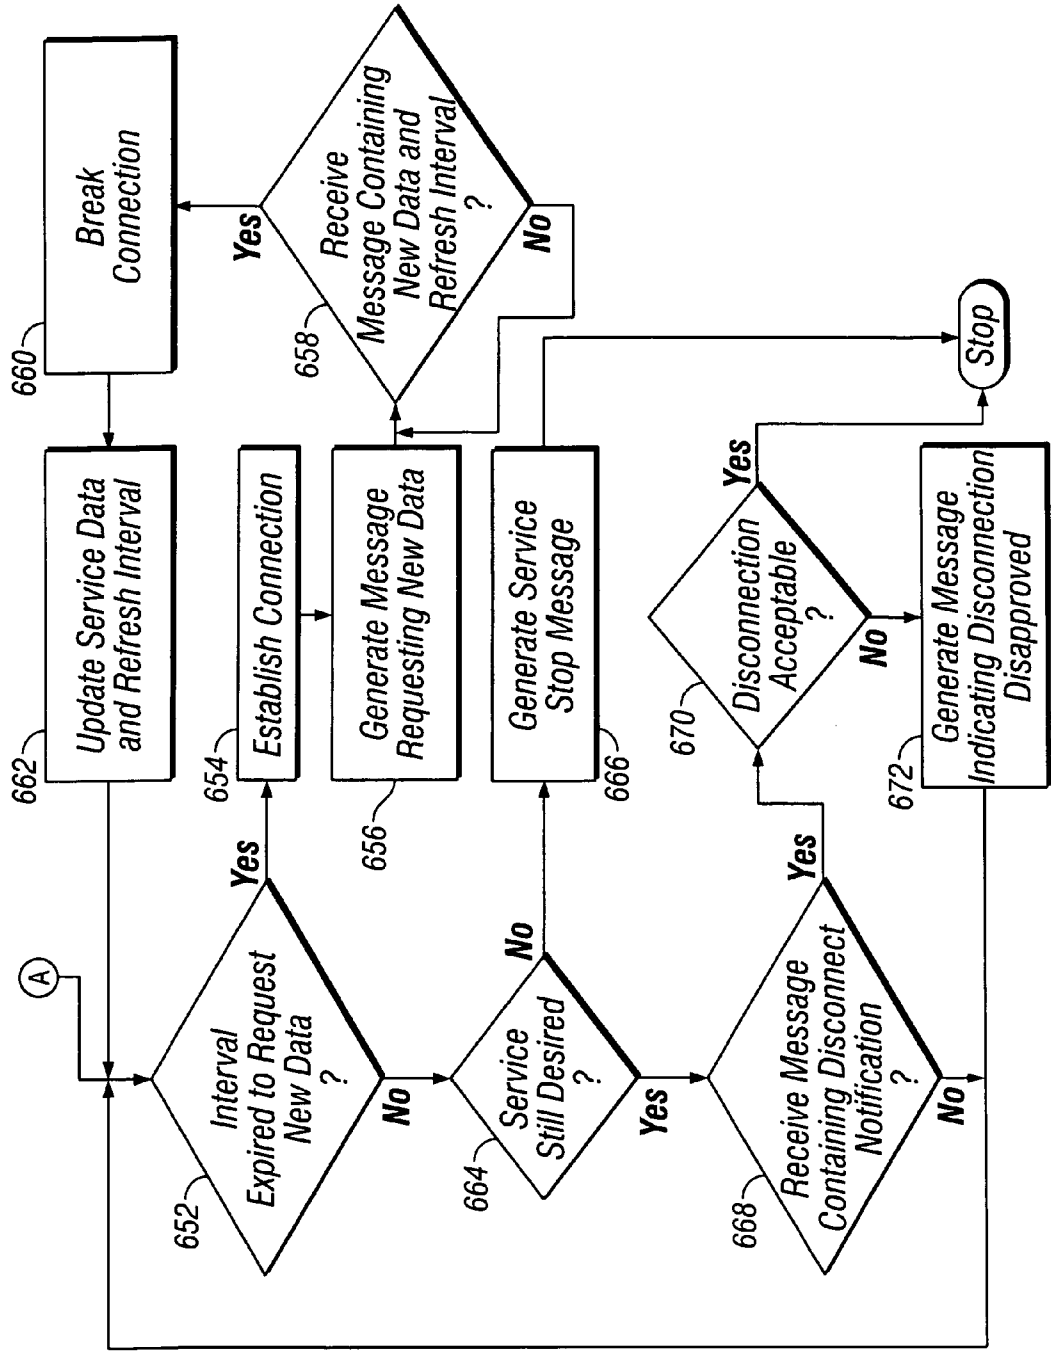 A
652
Interval
Expired to Request
New Data
?
Yes
No
654
Establish Connection
656
Generate Message
Requesting New Data
658
Receive
Message Containing
New Data and
Refresh Interval
?
Yes
No
660
Break
Connection
662
Update Service Data
and Refresh Interval
664
Service
Still Desired
?
No
Yes
666
Generate Service
Stop Message
668
Receive Message
Containing Disconnect
Notification
?
Yes
No
670
Disconnection
Acceptable
?
Yes
No
672
Generate Message
Indicating Disconnection
Disapproved
Stop